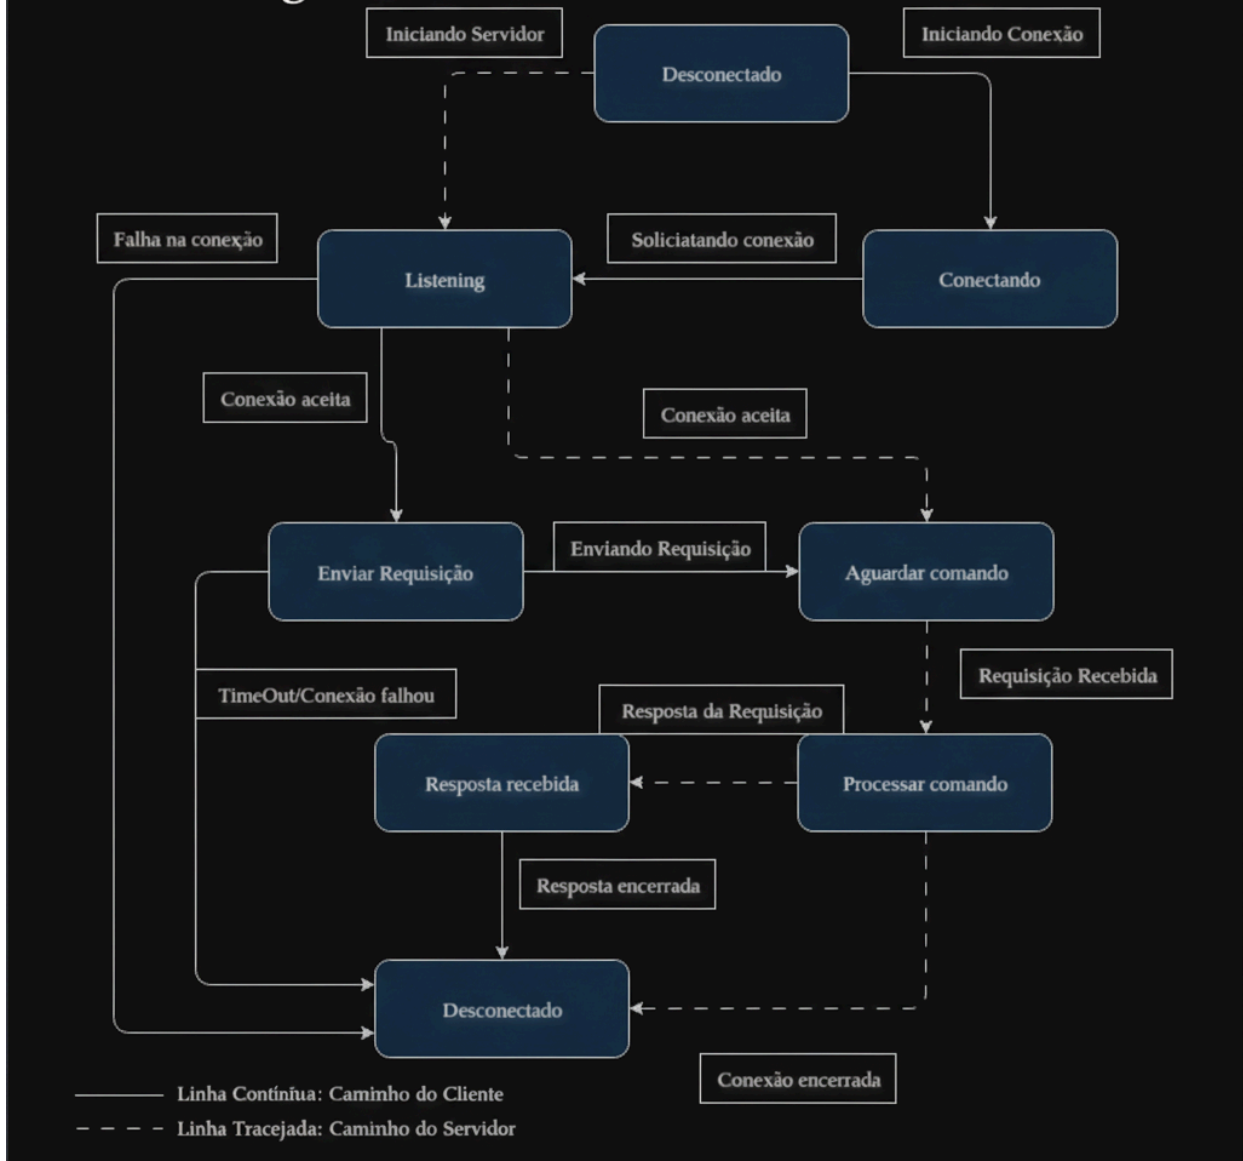 Iniciando Servidor
Desconectado
Iniciando Conexão
Falha na conexão
Listening
Soliciatando conexão
Conectando
Conexão aceita
Conexão aceita
Enviar Requisição
Enviando Requisição
Aguardar comando
TimeOut/Conexão falhou
Requisição Recebida
Resposta da Requisição
Resposta recebida
Processar comando
Resposta encerrada
Desconectado
Conexão encerrada
Linha Contíniua: Caminho do Cliente
Linha Tracejada: Caminho do Servidor